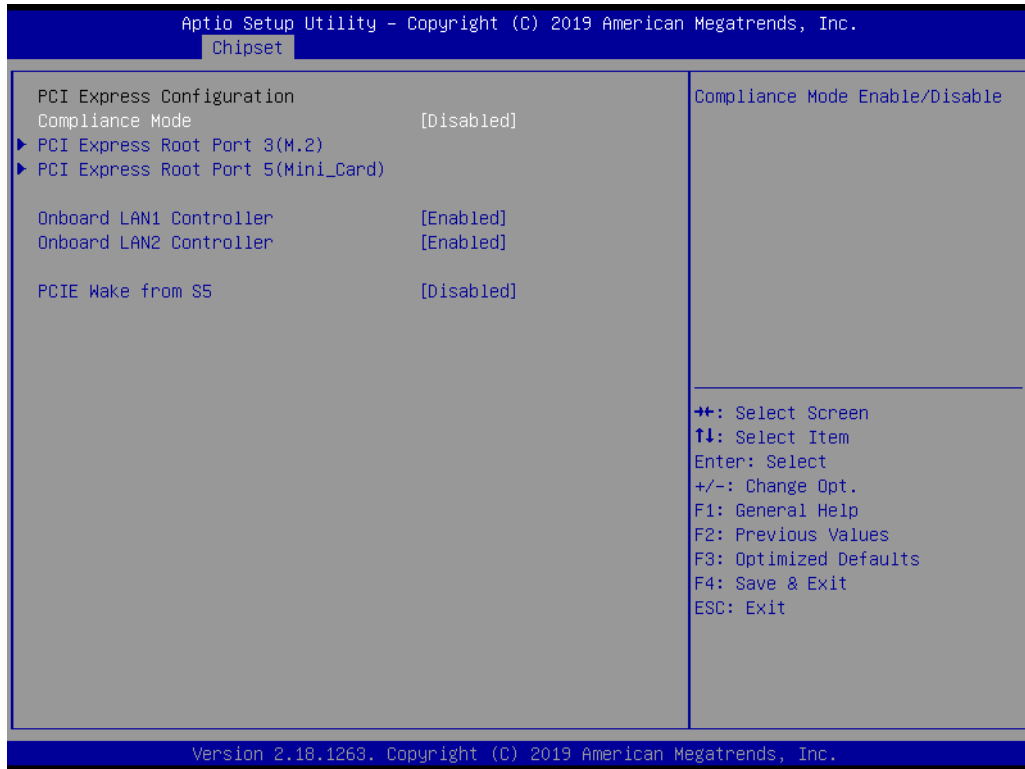 Aptio Setup Utility – Copyright (C) 2019 American Megatrends, Inc.
Chipset
PCI Express Configuration
Compliance Mode [Disabled]
PCI Express Root Port 3(M.2)
PCI Express Root Port 5(Mini_Card)
Onboard LAN1 Controller [Enabled]
Onboard LAN2 Controller [Enabled]
PCIE Wake from S5 [Disabled]
Compliance Mode Enable/Disable
→←: Select Screen
↑↓: Select Item
Enter: Select
+/-: Change Opt.
F1: General Help
F2: Previous Values
F3: Optimized Defaults
F4: Save & Exit
ESC: Exit
Version 2.18.1263. Copyright (C) 2019 American Megatrends, Inc.